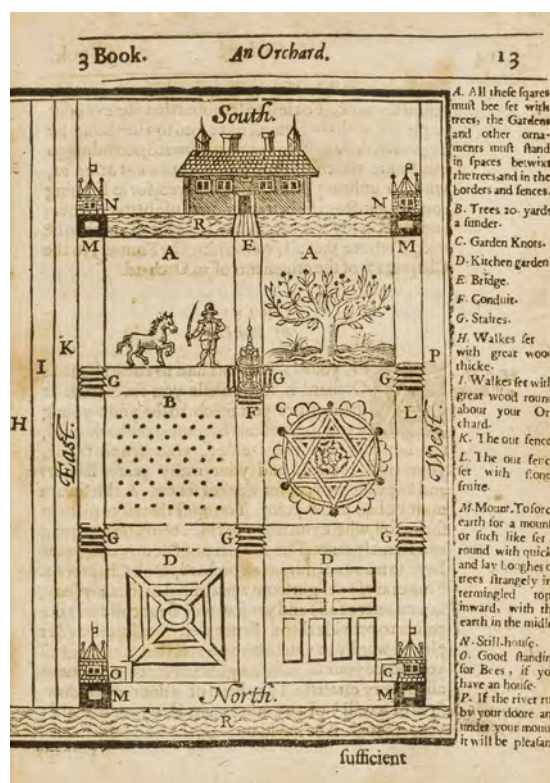 3 Book.
An Orchard.
13
South.
N
N
R
M
A
E
A
M
K
P
I
G
G
G
H
B
F
C
L
East.
West.
G
G
G
D
D
O
C
M
North.
M
R
A. All theſe ſqares
muſt bee ſet with
trees, the Gardens
and other orna-
ments muſt ſtand
in ſpaces betwixt
the trees, and in the
borders and fences.
B. Trees 20. yards
a ſunder.
C. Garden Knots.
D. Kitchen garden
E. Bridge.
F. Conduit.
G. Staires.
H. Walkes ſet
with great wood
thicke.
I. Walkes ſet with
great wood round
about your Or-
chard.
K. The out fence
L. The out fence
ſet with ſtone
fruite.
M. Mount. To force
earth for a mount
or ſuch like ſet
round with quick
and lay boughes of
trees ſtrangely in-
termingled tops
inward, with the
earth in the midle
N. Still-houſe.
O. Good ſtanding
for Bees, if you
have an houſe.
P. If the river run
by your doore and
under your mount
it will be pleaſant
ſufficient